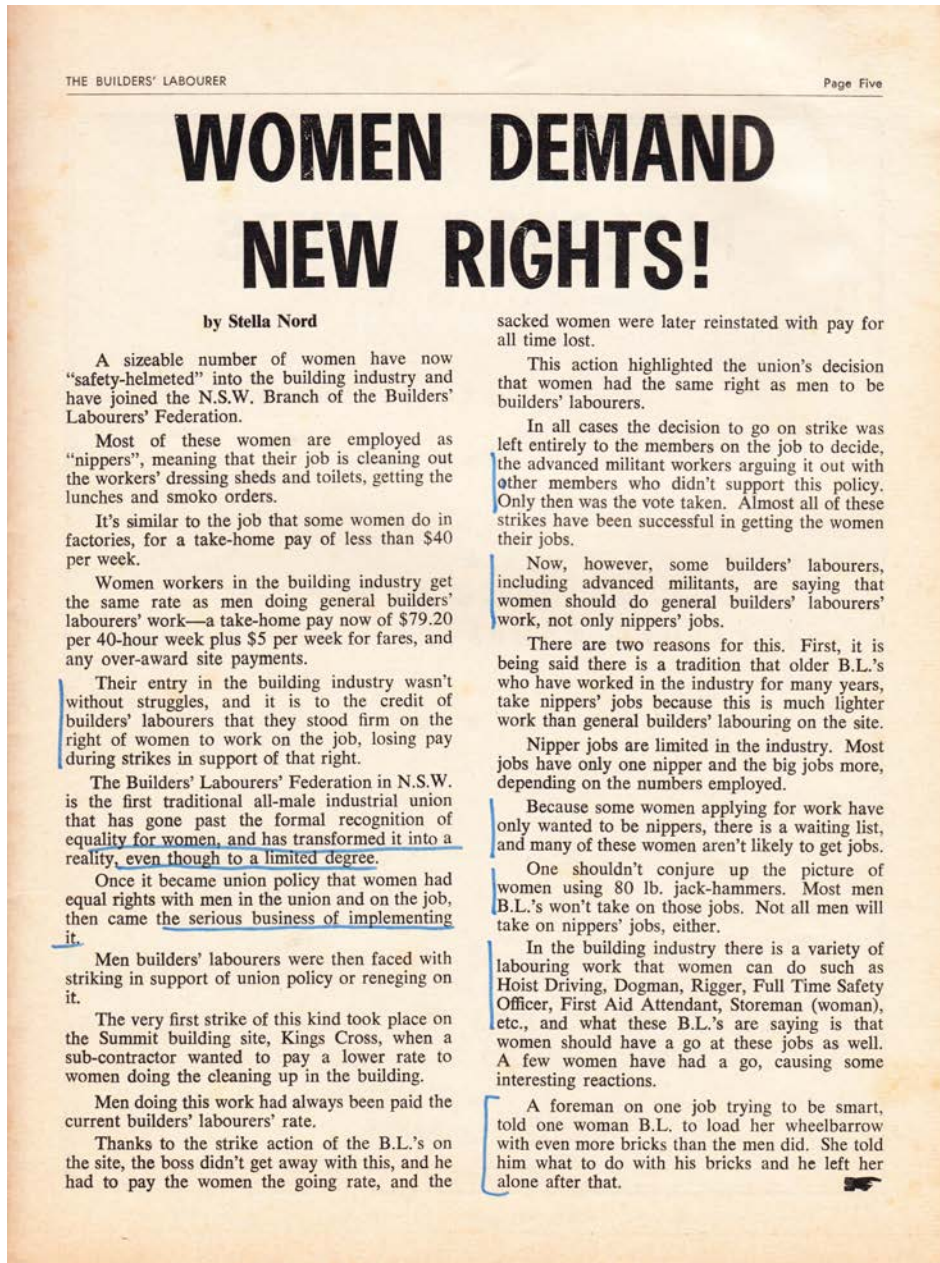 THE BUILDERS' LABOURER
Page Five
WOMEN DEMAND
NEW RIGHTS!
by Stella Nord
A sizeable number of women have now
"safety-helmeted" into the building industry and
have joined the N.S.W. Branch of the Builders'
Labourers' Federation.
Most of these women are employed as
"nippers", meaning that their job is cleaning out
the workers' dressing sheds and toilets, getting the
lunches and smoko orders.
It's similar to the job that some women do in
factories, for a take-home pay of less than $40
per week.
Women workers in the building industry get
the same rate as men doing general builders'
labourers' work—a take-home pay now of $79.20
per 40-hour week plus $5 per week for fares, and
any over-award site payments.
Their entry in the building industry wasn't
without struggles, and it is to the credit of
builders' labourers that they stood firm on the
right of women to work on the job, losing pay
during strikes in support of that right.
The Builders' Labourers' Federation in N.S.W.
is the first traditional all-male industrial union
that has gone past the formal recognition of
equality for women, and has transformed it into a
reality, even though to a limited degree.
Once it became union policy that women had
equal rights with men in the union and on the job,
then came the serious business of implementing
it.
Men builders' labourers were then faced with
striking in support of union policy or reneging on
it.
The very first strike of this kind took place on
the Summit building site, Kings Cross, when a
sub-contractor wanted to pay a lower rate to
women doing the cleaning up in the building.
Men doing this work had always been paid the
current builders' labourers' rate.
Thanks to the strike action of the B.L.'s on
the site, the boss didn't get away with this, and he
had to pay the women the going rate, and the
sacked women were later reinstated with pay for
all time lost.
This action highlighted the union's decision
that women had the same right as men to be
builders' labourers.
In all cases the decision to go on strike was
left entirely to the members on the job to decide,
the advanced militant workers arguing it out with
other members who didn't support this policy.
Only then was the vote taken. Almost all of these
strikes have been successful in getting the women
their jobs.
Now, however, some builders' labourers,
including advanced militants, are saying that
women should do general builders' labourers'
work, not only nippers' jobs.
There are two reasons for this. First, it is
being said there is a tradition that older B.L.'s
who have worked in the industry for many years,
take nippers' jobs because this is much lighter
work than general builders' labouring on the site.
Nipper jobs are limited in the industry. Most
jobs have only one nipper and the big jobs more,
depending on the numbers employed.
Because some women applying for work have
only wanted to be nippers, there is a waiting list,
and many of these women aren't likely to get jobs.
One shouldn't conjure up the picture of
women using 80 lb. jack-hammers. Most men
B.L.'s won't take on those jobs. Not all men will
take on nippers' jobs, either.
In the building industry there is a variety of
labouring work that women can do such as
Hoist Driving, Dogman, Rigger, Full Time Safety
Officer, First Aid Attendant, Storeman (woman),
etc., and what these B.L.'s are saying is that
women should have a go at these jobs as well.
A few women have had a go, causing some
interesting reactions.
A foreman on one job trying to be smart,
told one woman B.L. to load her wheelbarrow
with even more bricks than the men did. She told
him what to do with his bricks and he left her
alone after that.